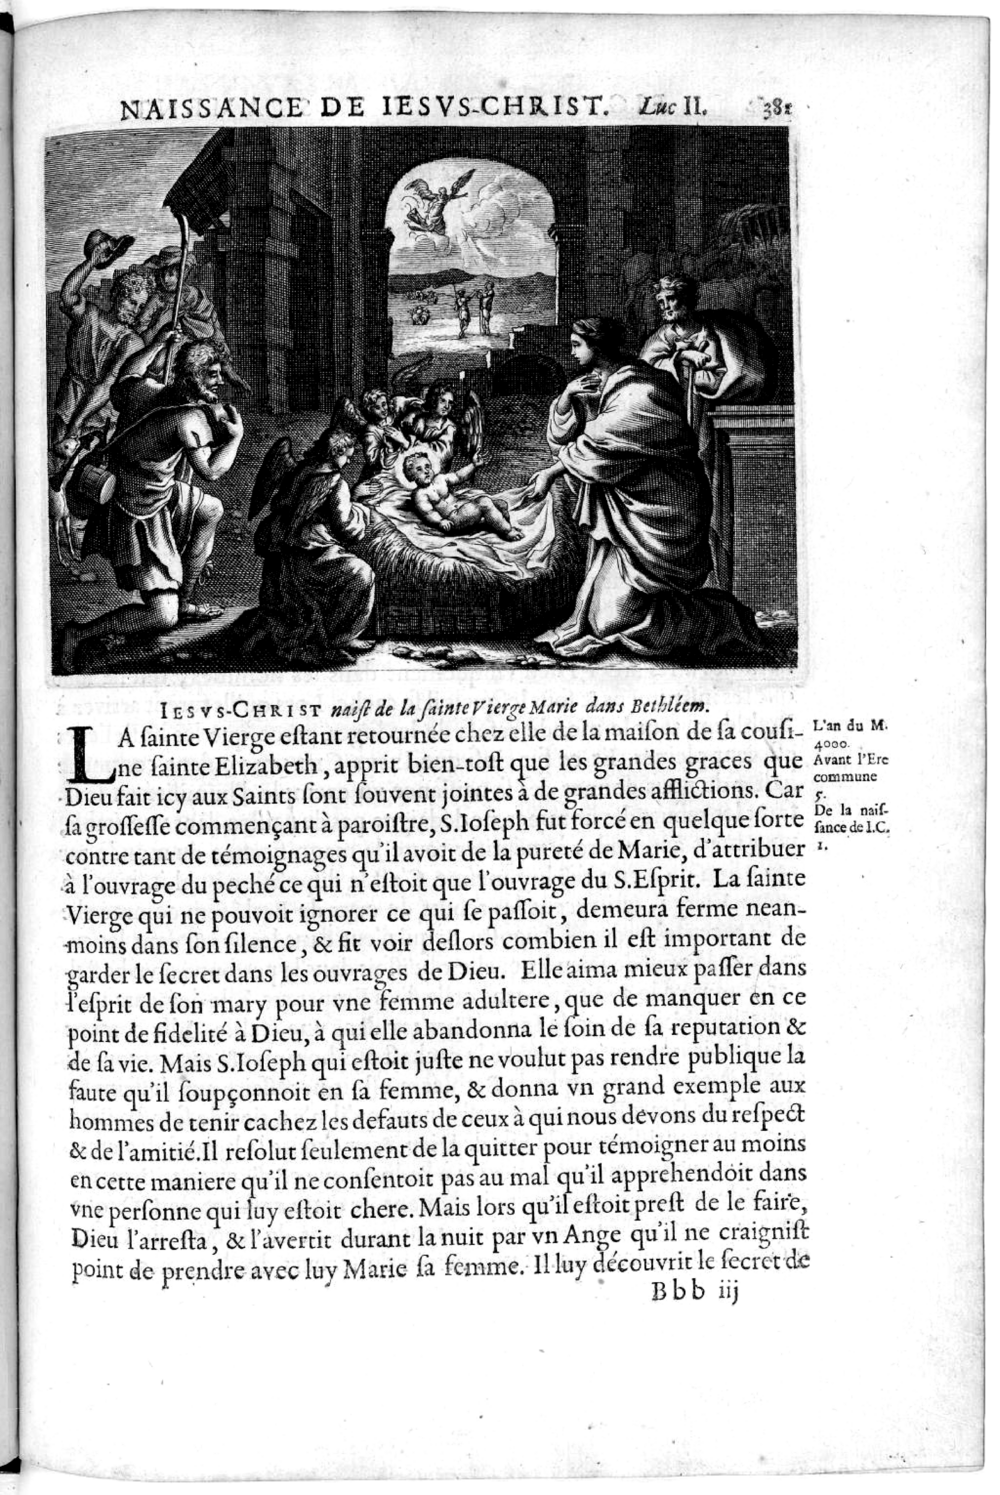 NAISSANCE DE IESVS-CHRIST. Luc II. 381
IESVS-CHRIST naiſt de la ſainte Vierge Marie dans Bethléem.
LA ſainte Vierge eſtant retournée chez elle de la maiſon de ſa couſi-
ne ſainte Elizabeth, apprit bien-toſt que les grandes graces que
Dieu fait icy aux Saints ſont ſouvent jointes à de grandes afflictions. Car
ſa groſſeſſe commençant à paroiſtre, S. Ioſeph fut forcé en quelque ſorte
contre tant de témoignages qu'il avoit de la pureté de Marie, d'attribuer
à l'ouvrage du peché ce qui n'eſtoit que l'ouvrage du S. Eſprit. La ſainte
Vierge qui ne pouvoit ignorer ce qui ſe paſſoit, demeura ferme nean-
moins dans ſon ſilence, & fit voir deſlors combien il eſt important de
garder le ſecret dans les ouvrages de Dieu. Elle aima mieux paſſer dans
l'eſprit de ſon mary pour vne femme adultere, que de manquer en ce
point de fidelité à Dieu, à qui elle abandonna le ſoin de ſa reputation &
de ſa vie. Mais S. Ioſeph qui eſtoit juſte ne voulut pas rendre publique la
faute qu'il ſoupçonnoit en ſa femme, & donna vn grand exemple aux
hommes de tenir cachez les defauts de ceux à qui nous devons du reſpect
& de l'amitié. Il reſolut ſeulement de la quitter pour témoigner au moins
en cette maniere qu'il ne conſentoit pas au mal qu'il apprehendoit dans
vne perſonne qui luy eſtoit chere. Mais lors qu'il eſtoit preſt de le faire,
Dieu l'arreſta, & l'avertit durant la nuit par vn Ange qu'il ne craigniſt
point de prendre avec luy Marie ſa femme. Il luy découvrit le ſecret de
Bbb iij
L'an du M.
4000.
Avant l'Ere
commune
5.
De la naiſ-
ſance de I.C.
1.